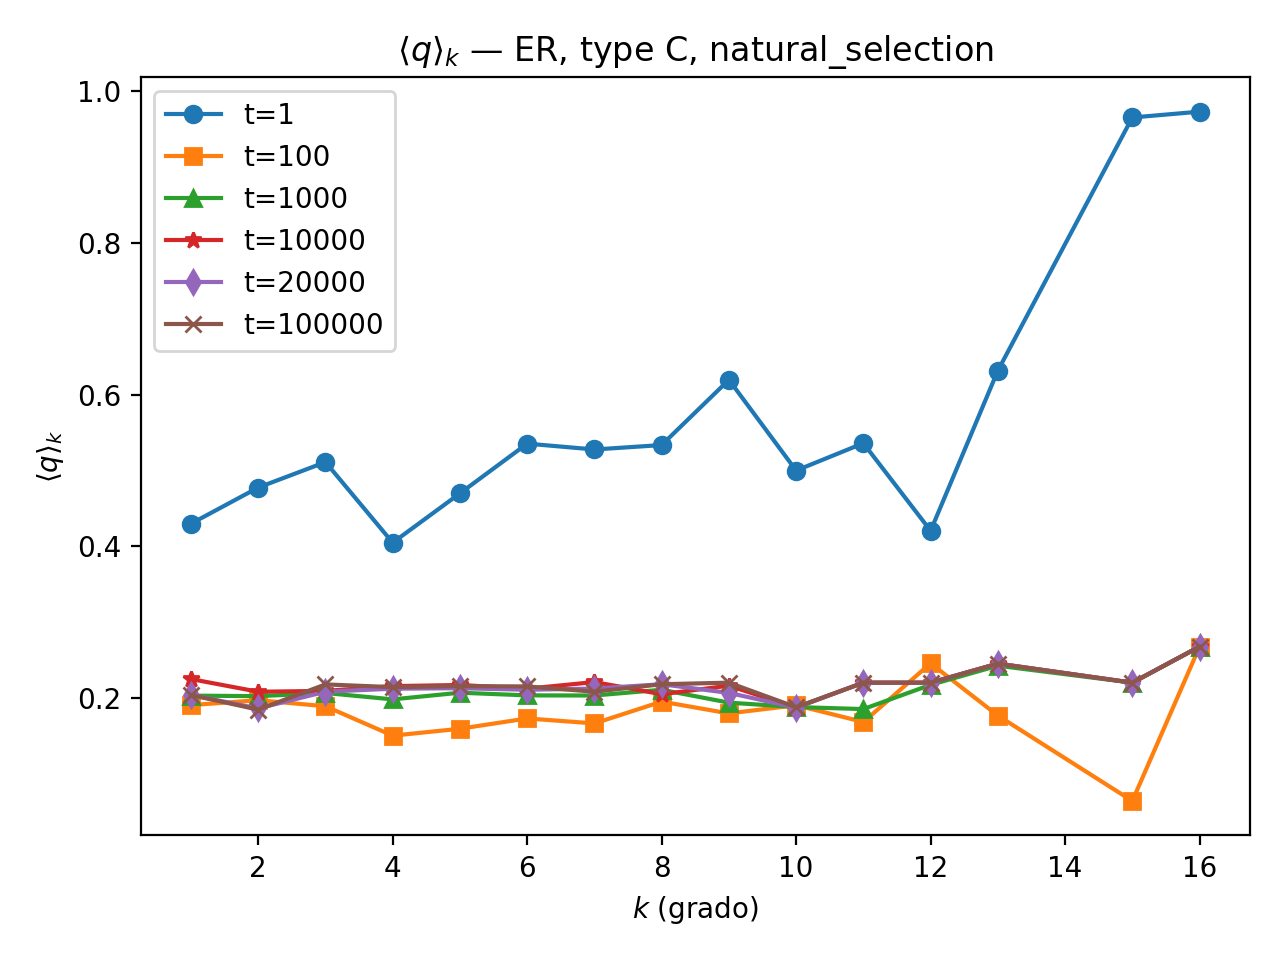 ⟨q⟩k — ER, type C, natural_selection
t=1
t=100
t=1000
t=10000
t=20000
t=100000
1.0
0.8
0.6
0.4
0.2
⟨q⟩k
2 4 6 8 10 12 14 16
k (grado)